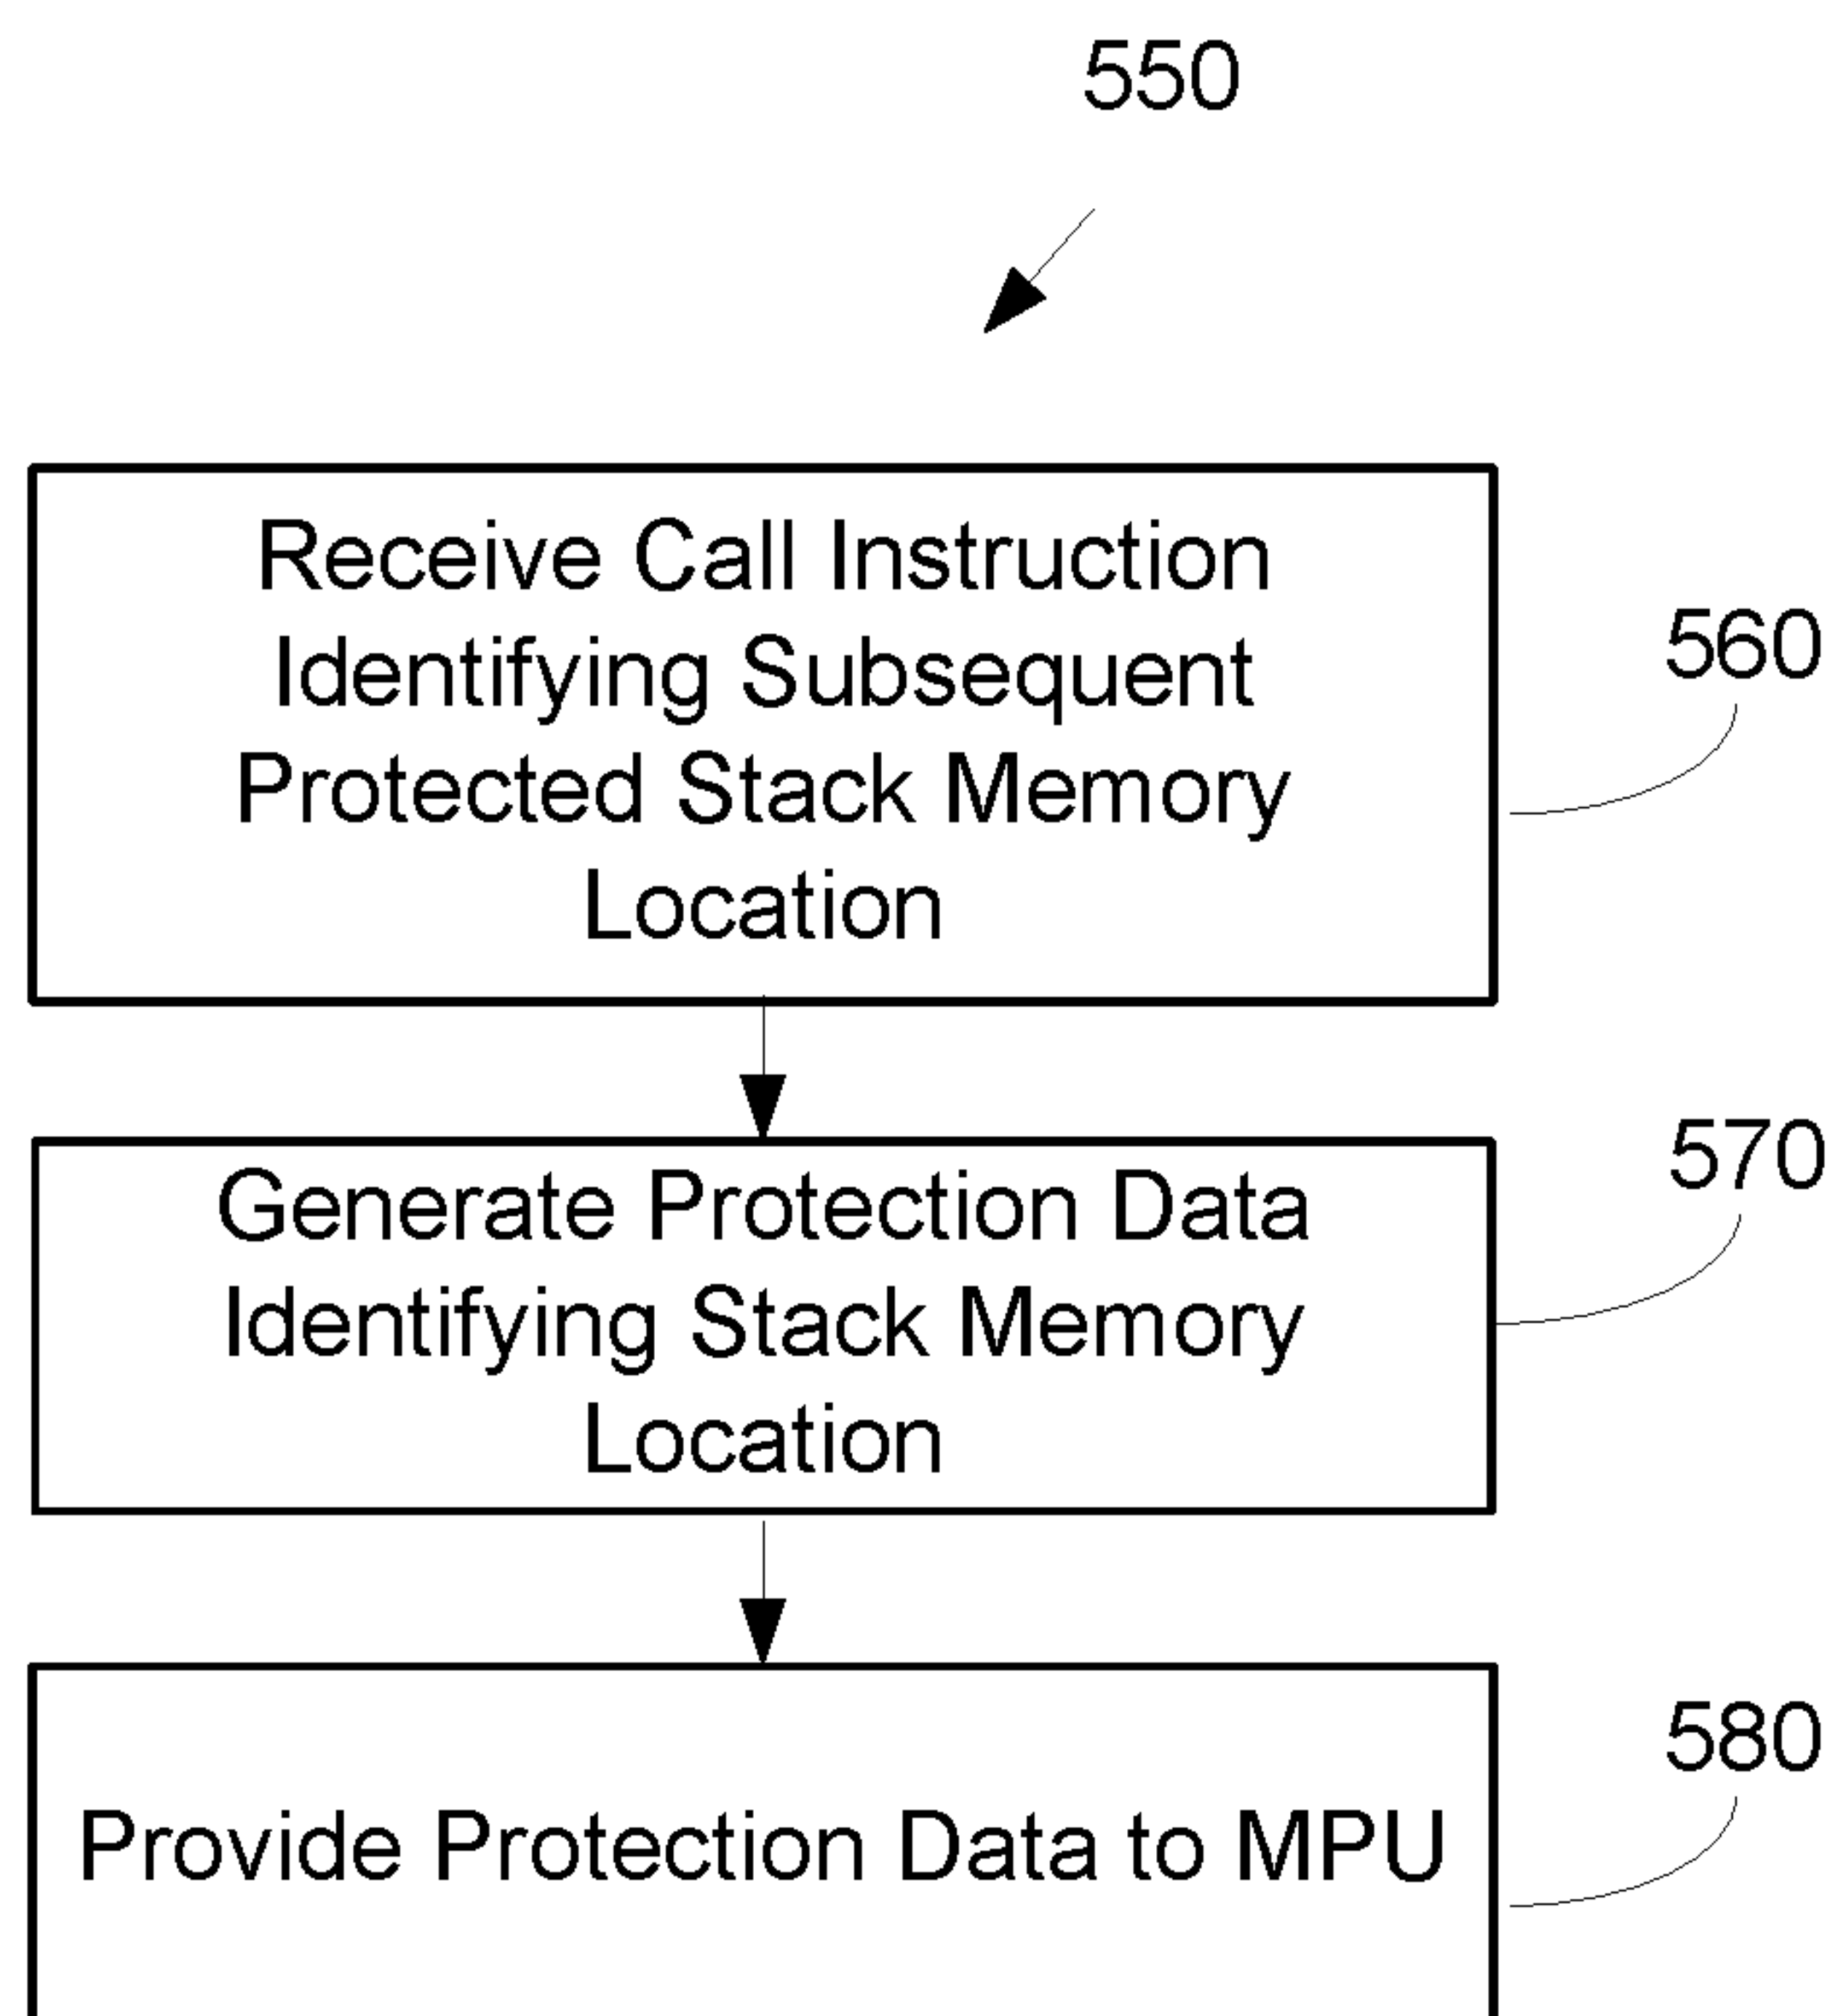 550
Receive Call Instruction
Identifying Subsequent
Protected Stack Memory
Location
560
Generate Protection Data
Identifying Stack Memory
Location
570
Provide Protection Data to MPU
580